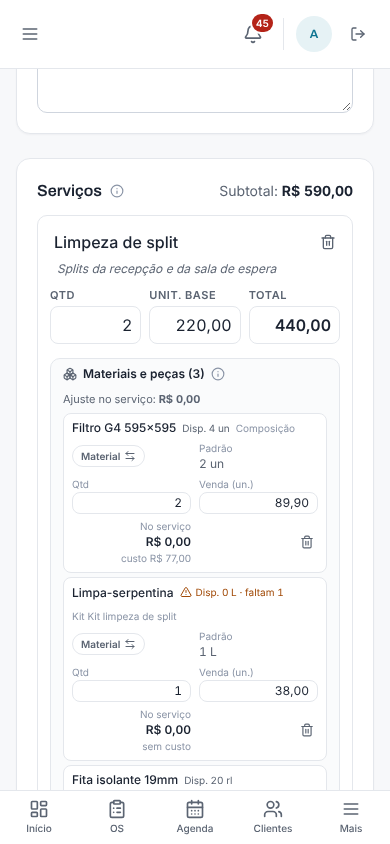 45
A
Serviços
Subtotal: R$ 590,00
Limpeza de split
Splits da recepção e da sala de espera
QTD UNIT. BASE TOTAL
2 220,00 440,00
Materiais e peças (3)
Ajuste no serviço: R$ 0,00
Filtro G4 595×595 Disp. 4 un Composição
Material
Padrão
2 un
Qtd Venda (un.)
2 89,90
No serviço
R$ 0,00
custo R$ 77,00
Limpa-serpentina Disp. 0 L · faltam 1
Kit Kit limpeza de split
Material
Padrão
1 L
Qtd Venda (un.)
1 38,00
No serviço
R$ 0,00
sem custo
Fita isolante 19mm Disp. 20 rl
Início OS Agenda Clientes Mais